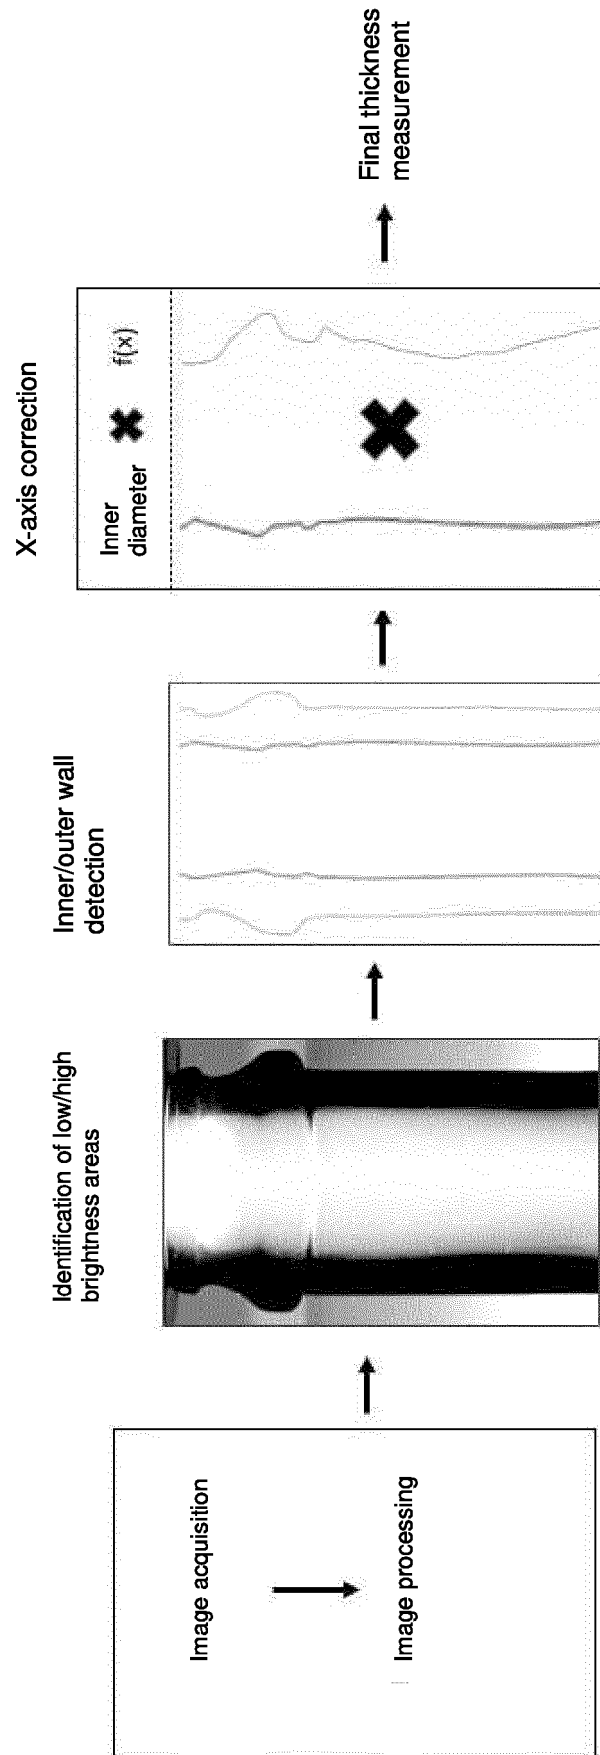 Image acquisition
Image processing
Identification of low/high
brightness areas
Inner/outer wall
detection
X-axis correction
Inner
diameter
f(x)
Final thickness
measurement